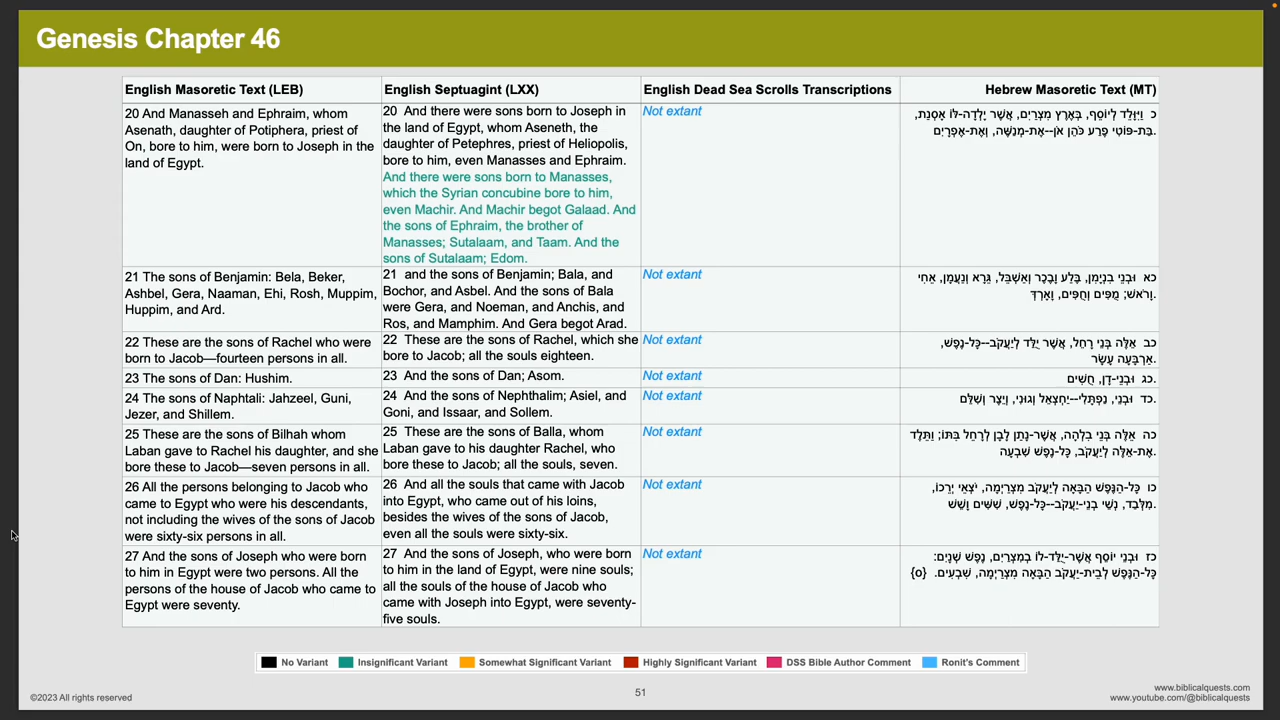 Genesis Chapter 46
English Masoretic Text (LEB)
English Septuagint (LXX)
English Dead Sea Scrolls Transcriptions
Hebrew Masoretic Text (MT)
20 And Manasseh and Ephraim, whom
Asenath, daughter of Potiphera, priest of
On, bore to him, were born to Joseph in the
land of Egypt.
20 And there were sons born to Joseph in
the land of Egypt, whom Aseneth, the
daughter of Petephres, priest of Heliopolis,
bore to him, even Manasses and Ephraim.
And there were sons born to Manasses,
which the Syrian concubine bore to him,
even Machir. And Machir begot Galaad. And
the sons of Ephraim, the brother of
Manasses; Sutalaam, and Taam. And the
sons of Sutalaam; Edom.
Not extant
כ וַיִּוָּלֵד לְיוֹסֵף, בְּאֶרֶץ מִצְרַיִם, אֲשֶׁר יָלְדָה-לּוֹ אָסְנַת,
בַּת-פּוֹטִי פֶרַע כֹּהֵן אֹן--אֶת-מְנַשֶּׁה, וְאֶת-אֶפְרָיִם.
21 The sons of Benjamin: Bela, Beker,
Ashbel, Gera, Naaman, Ehi, Rosh, Muppim,
Huppim, and Ard.
21 and the sons of Benjamin; Bala, and
Bochor, and Asbel. And the sons of Bala
were Gera, and Noeman, and Anchis, and
Ros, and Mamphim. And Gera begot Arad.
Not extant
כא וּבְנֵי בִנְיָמִן, בֶּלַע וָבֶכֶר וְאַשְׁבֵּל, גֵּרָא וְנַעֲמָן, אֵחִי
וָרֹאשׁ; מֻפִּים וְחֻפִּים, וָאָרְדְּ.
22 These are the sons of Rachel who were
born to Jacob—fourteen persons in all.
22 These are the sons of Rachel, which she
bore to Jacob; all the souls eighteen.
Not extant
כב אֵלֶּה בְּנֵי רָחֵל, אֲשֶׁר יֻלַּד לְיַעֲקֹב--כָּל-נֶפֶשׁ,
אַרְבָּעָה עָשָׂר.
23 The sons of Dan: Hushim.
23 And the sons of Dan; Asom.
Not extant
כג וּבְנֵי-דָן, חֻשִׁים.
24 The sons of Naphtali: Jahzeel, Guni,
Jezer, and Shillem.
24 And the sons of Nephthalim; Asiel, and
Goni, and Issaar, and Sollem.
Not extant
כד וּבְנֵי, נַפְתָּלִי--יַחְצְאֵל וְגוּנִי, וְיֵצֶר וְשִׁלֵּם.
25 These are the sons of Bilhah whom
Laban gave to Rachel his daughter, and she
bore these to Jacob—seven persons in all.
25 These are the sons of Balla, whom
Laban gave to his daughter Rachel, who
bore these to Jacob; all the souls, seven.
Not extant
כה אֵלֶּה בְּנֵי בִלְהָה, אֲשֶׁר-נָתַן לָבָן לְרָחֵל בִּתּוֹ; וַתֵּלֶד
אֶת-אֵלֶּה לְיַעֲקֹב, כָּל-נֶפֶשׁ שִׁבְעָה.
26 All the persons belonging to Jacob who
came to Egypt who were his descendants,
not including the wives of the sons of Jacob
were sixty-six persons in all.
26 And all the souls that came with Jacob
into Egypt, who came out of his loins,
besides the wives of the sons of Jacob,
even all the souls were sixty-six.
Not extant
כו כָּל-הַנֶּפֶשׁ הַבָּאָה לְיַעֲקֹב מִצְרַיְמָה, יֹצְאֵי יְרֵכוֹ,
מִלְּבַד, נְשֵׁי בְנֵי-יַעֲקֹב--כָּל-נֶפֶשׁ, שִׁשִּׁים וָשֵׁשׁ.
27 And the sons of Joseph who were born
to him in Egypt were two persons. All the
persons of the house of Jacob who came to
Egypt were seventy.
27 And the sons of Joseph, who were born
to him in the land of Egypt, were nine souls;
all the souls of the house of Jacob who
came with Joseph into Egypt, were seventy-
five souls.
Not extant
כז וּבְנֵי יוֹסֵף אֲשֶׁר-יֻלַּד-לוֹ בְמִצְרַיִם, נֶפֶשׁ שְׁנָיִם:
כָּל-הַנֶּפֶשׁ לְבֵית-יַעֲקֹב הַבָּאָה מִצְרַיְמָה, שִׁבְעִים. {ס}
No Variant
Insignificant Variant
Somewhat Significant Variant
Highly Significant Variant
DSS Bible Author Comment
Ronit's Comment
©2023 All rights reserved
51
www.biblicalquests.com
www.youtube.com/@biblicalquests